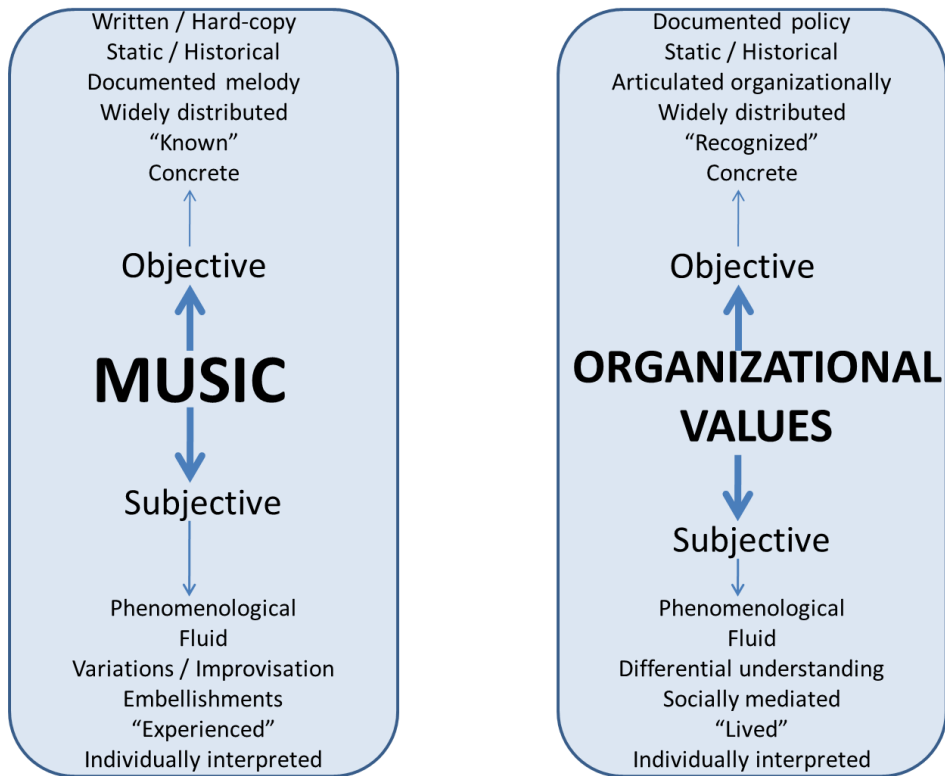 Written / Hard-copy
Static / Historical
Documented melody
Widely distributed
“Known”
Concrete
Objective
MUSIC
Subjective
Phenomenological
Fluid
Variations / Improvisation
Embellishments
“Experienced”
Individually interpreted
Documented policy
Static / Historical
Articulated organizationally
Widely distributed
“Recognized”
Concrete
Objective
ORGANIZATIONAL
VALUES
Subjective
Phenomenological
Fluid
Differential understanding
Socially mediated
“Lived”
Individually interpreted